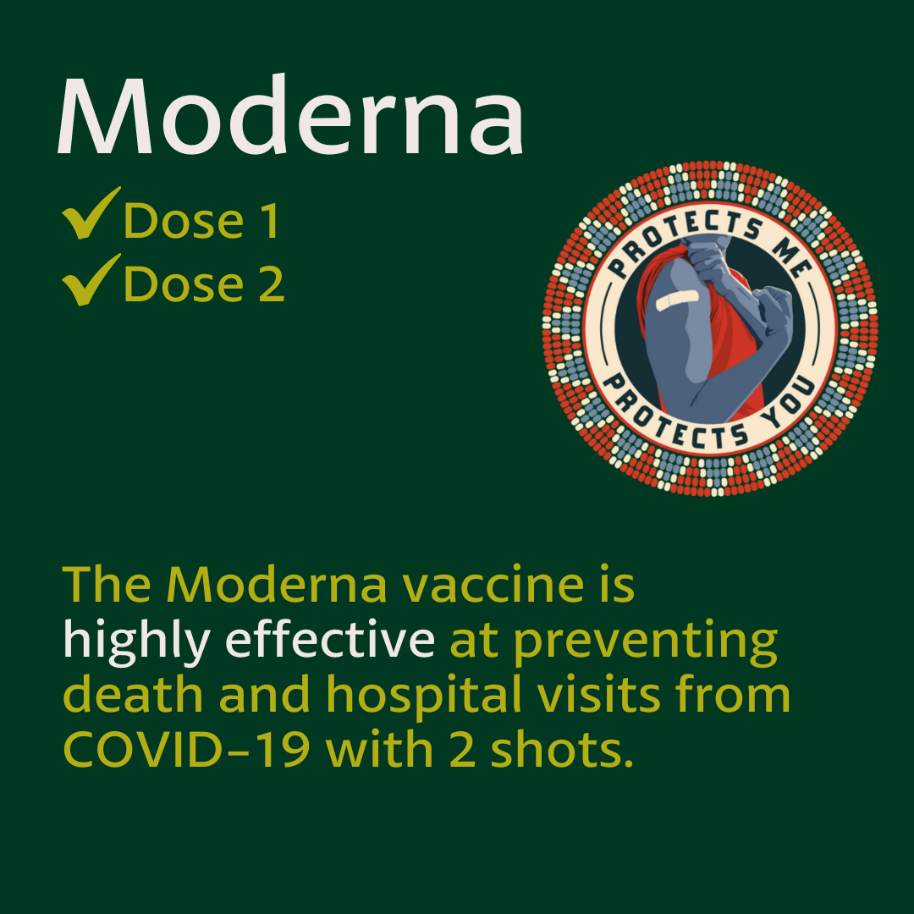 Moderna
✓Dose 1
✓Dose 2
PROTECTS ME
PROTECTS YOU
The Moderna vaccine is
highly effective at preventing
death and hospital visits from
COVID-19 with 2 shots.